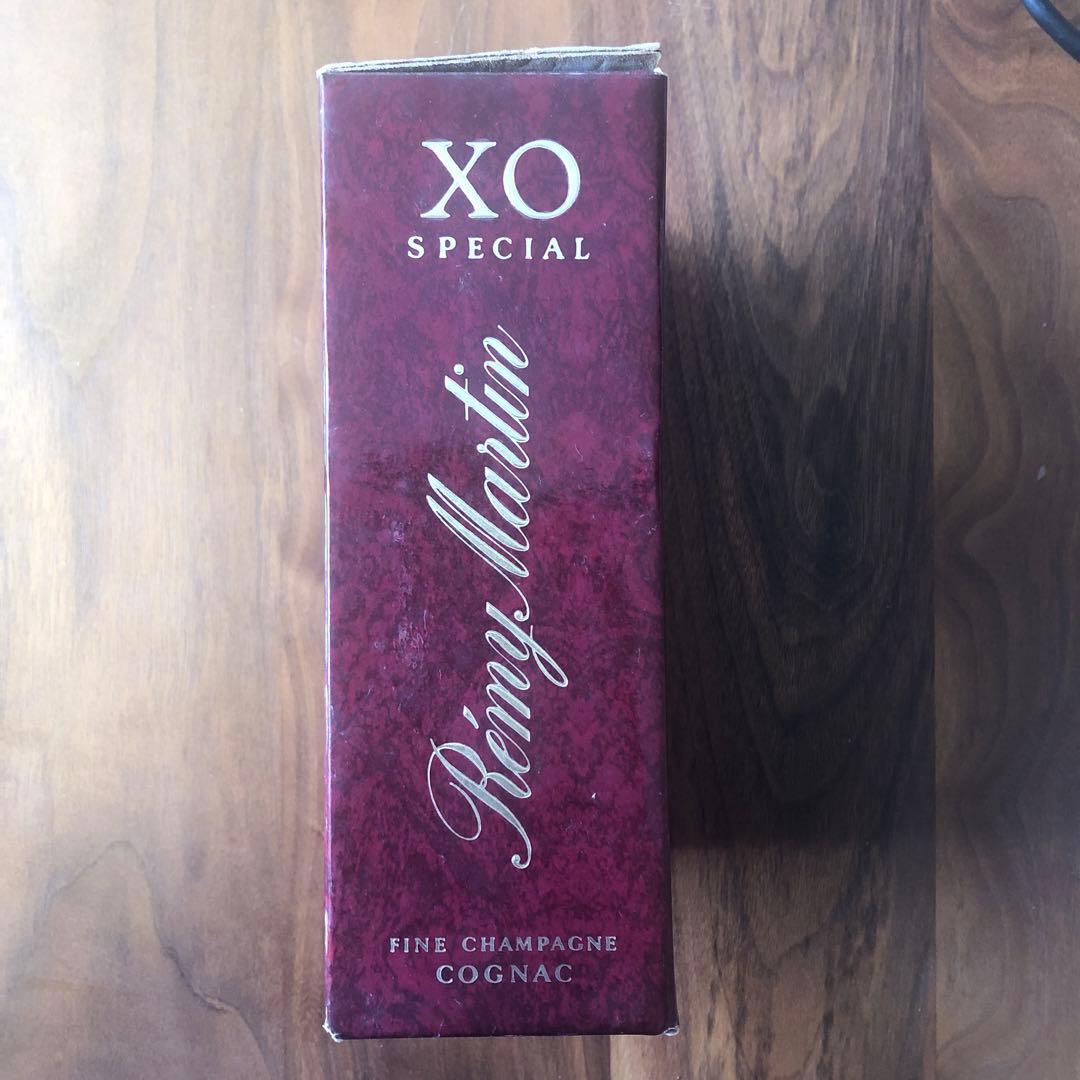 XO
SPECIAL
Rémy Martin
FINE CHAMPAGNE
COGNAC